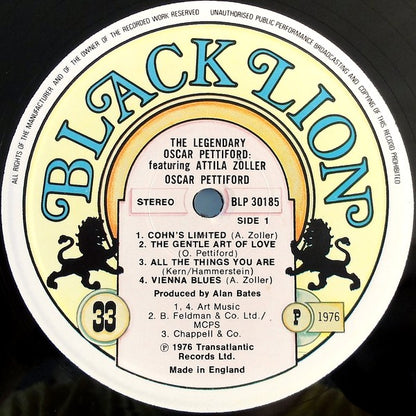 ALL RIGHTS OF THE MANUFACTURER AND OF THE OWNER OF THE RECORDED WORK RESERVED
UNAUTHORISED PUBLIC PERFORMANCE BROADCASTING AND COPYING OF THIS RECORD PROHIBITED
BLACK LION
THE LEGENDARY
OSCAR PETTIFORD:
featuring ATTILA ZOLLER
OSCAR PETTIFORD
STEREO
BLP 30185
SIDE 1
1. COHN'S LIMITED (A. Zoller)
2. THE GENTLE ART OF LOVE
(O. Pettiford)
3. ALL THE THINGS YOU ARE
(Kern/Hammerstein)
4. VIENNA BLUES (A. Zoller)
Produced by Alan Bates
1. 4. Art Music
2. B. Feldman & Co. Ltd./
MCPS
3. Chappell & Co.
33
P 1976
℗ 1976 Transatlantic
Records Ltd.
Made in England